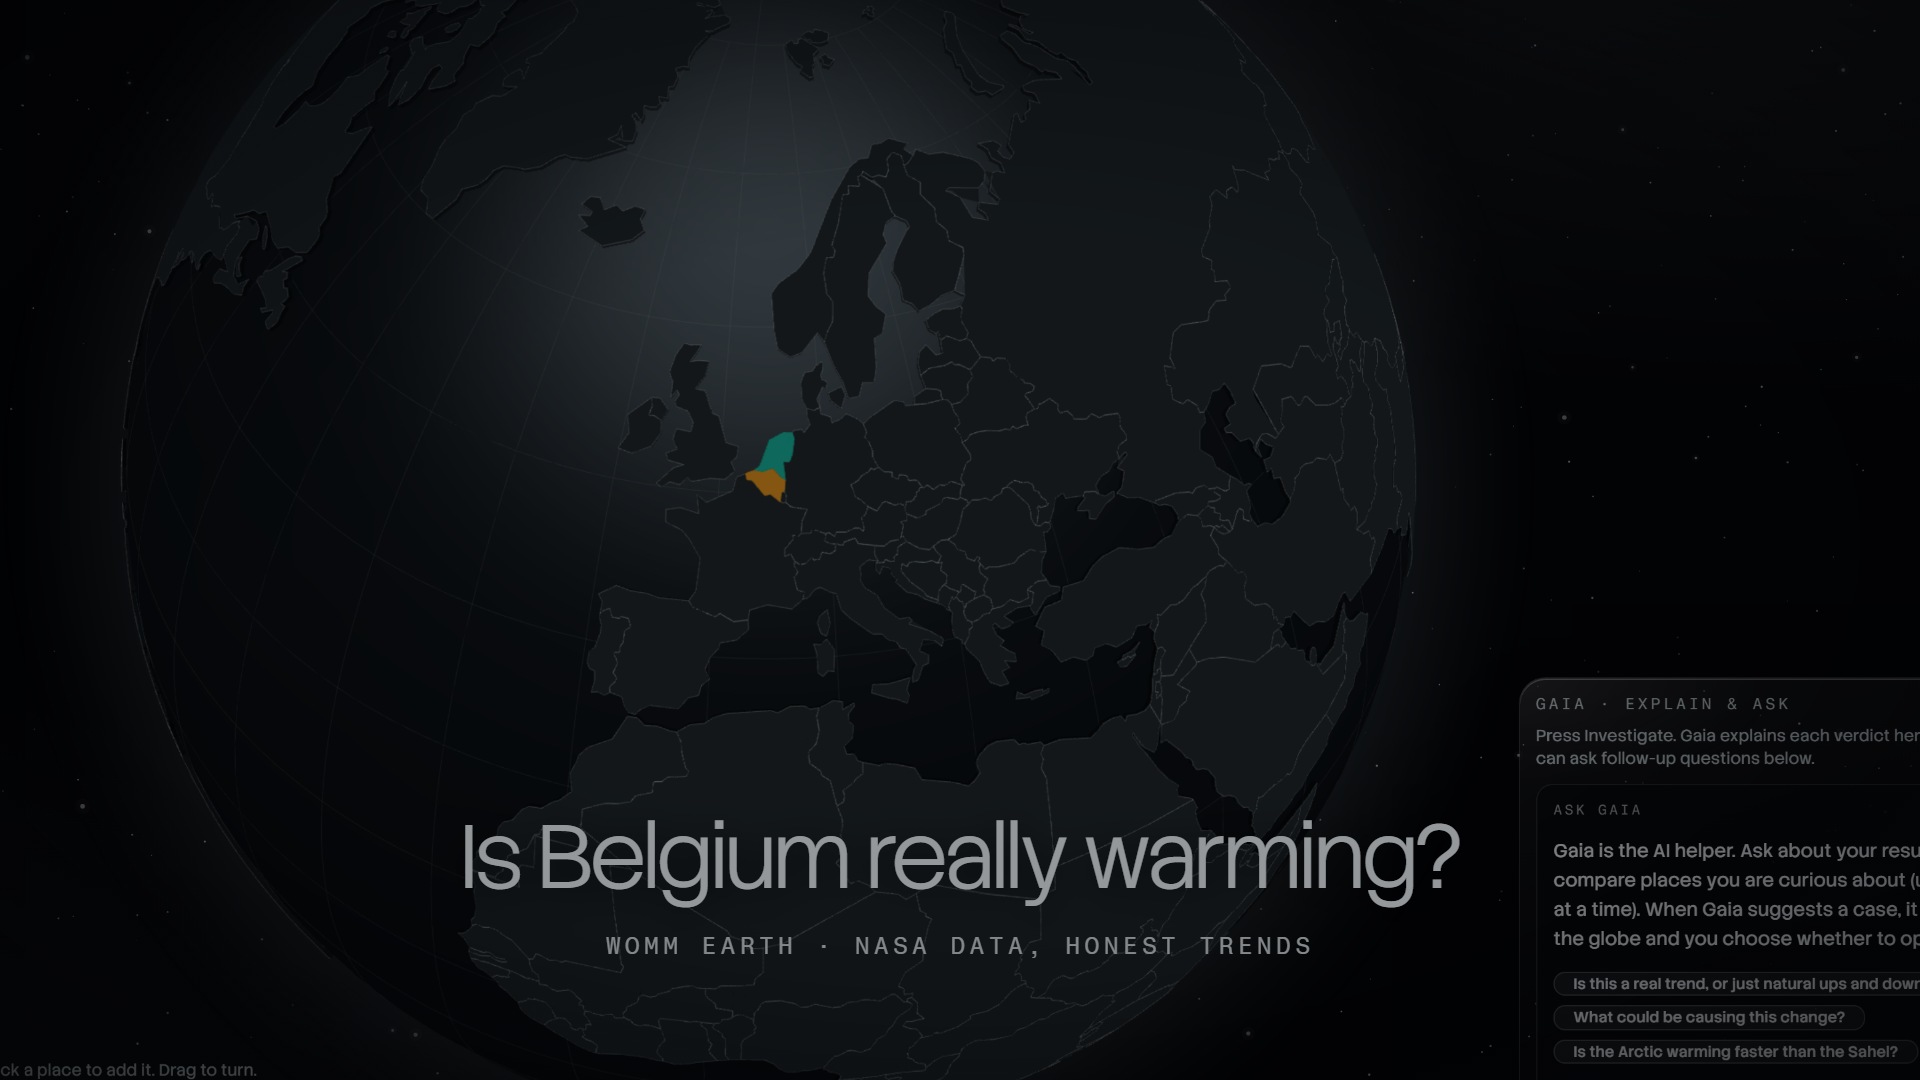 GAIA · EXPLAIN & ASK
Press Investigate. Gaia explains each verdict her
can ask follow-up questions below.
ASK GAIA
Gaia is the AI helper. Ask about your resu
compare places you are curious about (u
at a time). When Gaia suggests a case, it
the globe and you choose whether to op
Is this a real trend, or just natural ups and down
What could be causing this change?
Is the Arctic warming faster than the Sahel?
Is Belgium really warming?
WOMM EARTH · NASA DATA, HONEST TRENDS
ck a place to add it. Drag to turn.